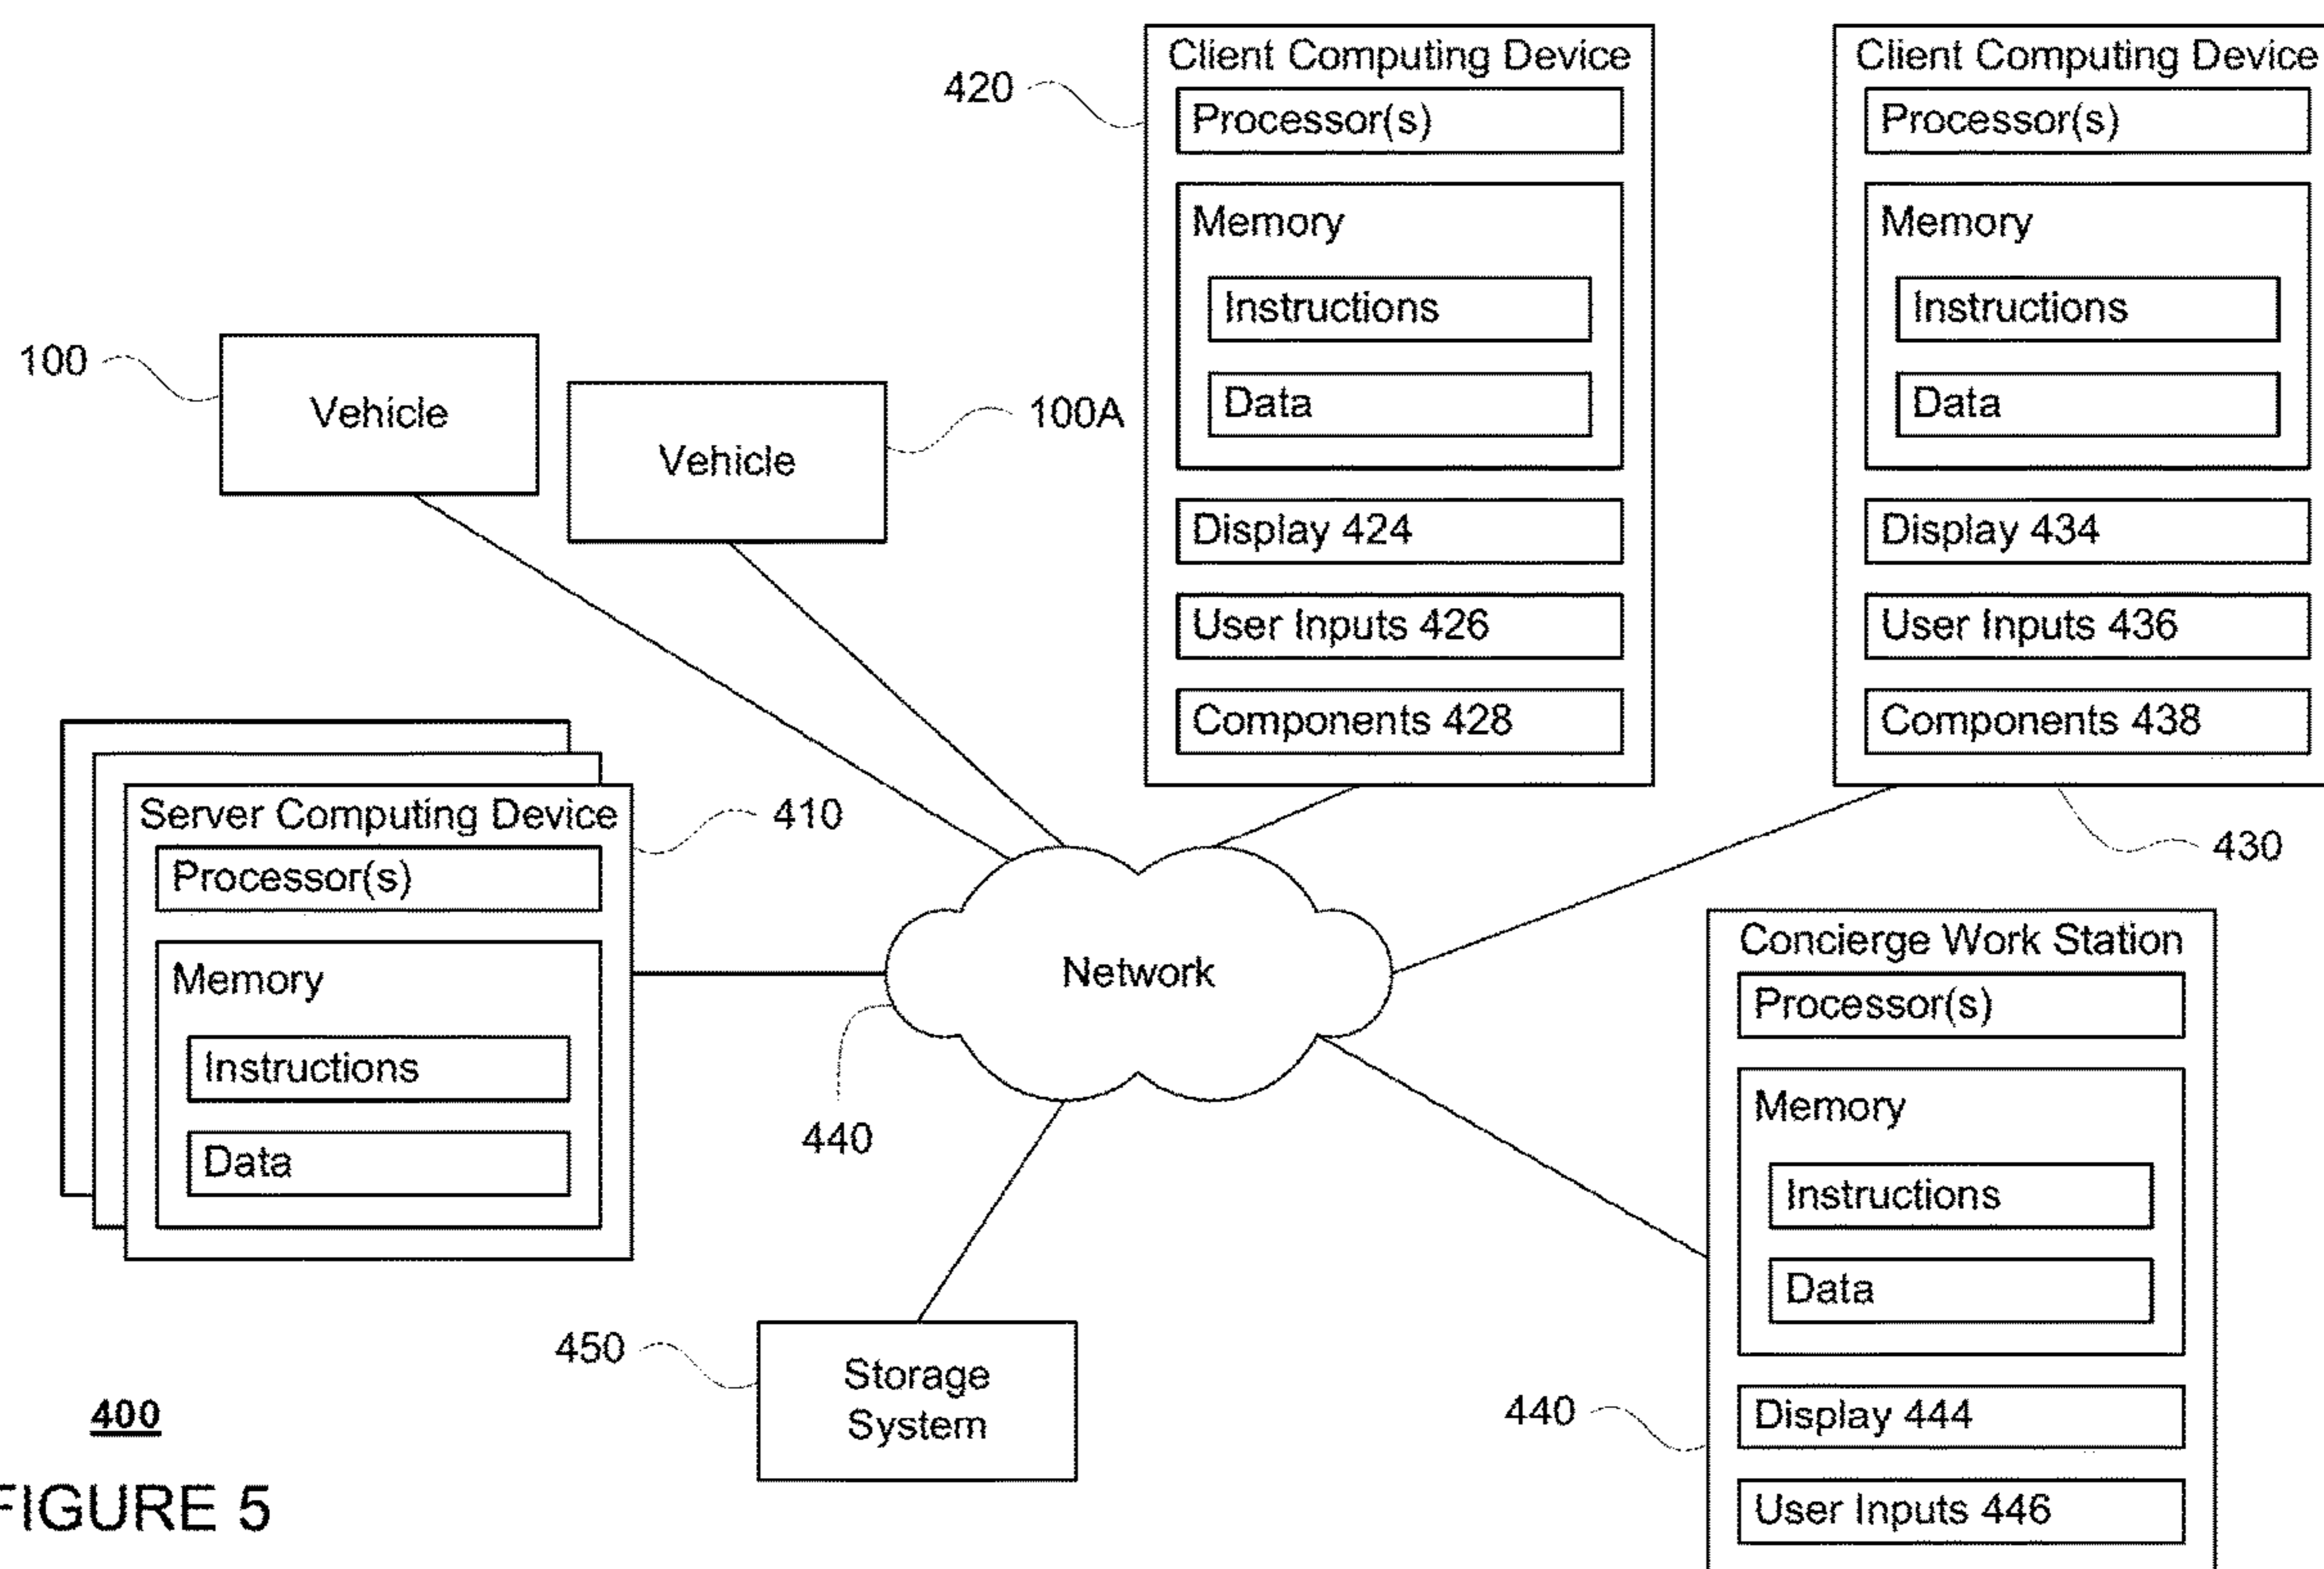 100
Vehicle
Vehicle
100A
420
Client Computing Device
Processor(s)
Memory
Instructions
Data
Display 424
User Inputs 426
Components 428
Client Computing Device
Processor(s)
Memory
Instructions
Data
Display 434
User Inputs 436
Components 438
430
Server Computing Device
410
Processor(s)
Memory
Instructions
Data
Network
440
Concierge Work Station
Processor(s)
Memory
Instructions
Data
Display 444
User Inputs 446
440
450
Storage
System
400
FIGURE 5